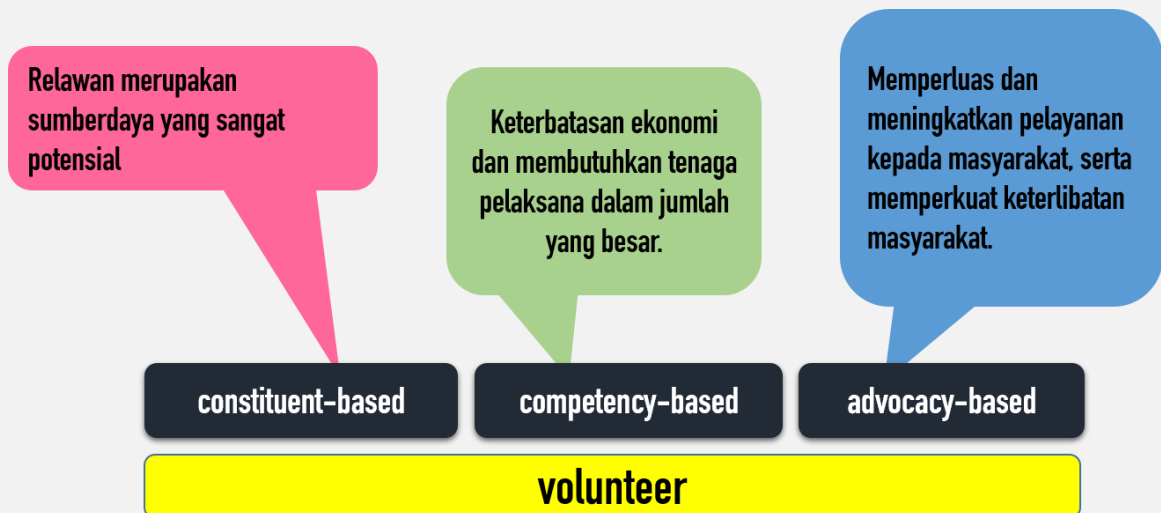 Relawan merupakan
sumberdaya yang sangat
potensial
Keterbatasan ekonomi
dan membutuhkan tenaga
pelaksana dalam jumlah
yang besar.
Memperluas dan
meningkatkan pelayanan
kepada masyarakat, serta
memperkuat keterlibatan
masyarakat.
constituent-based
competency-based
advocacy-based
volunteer